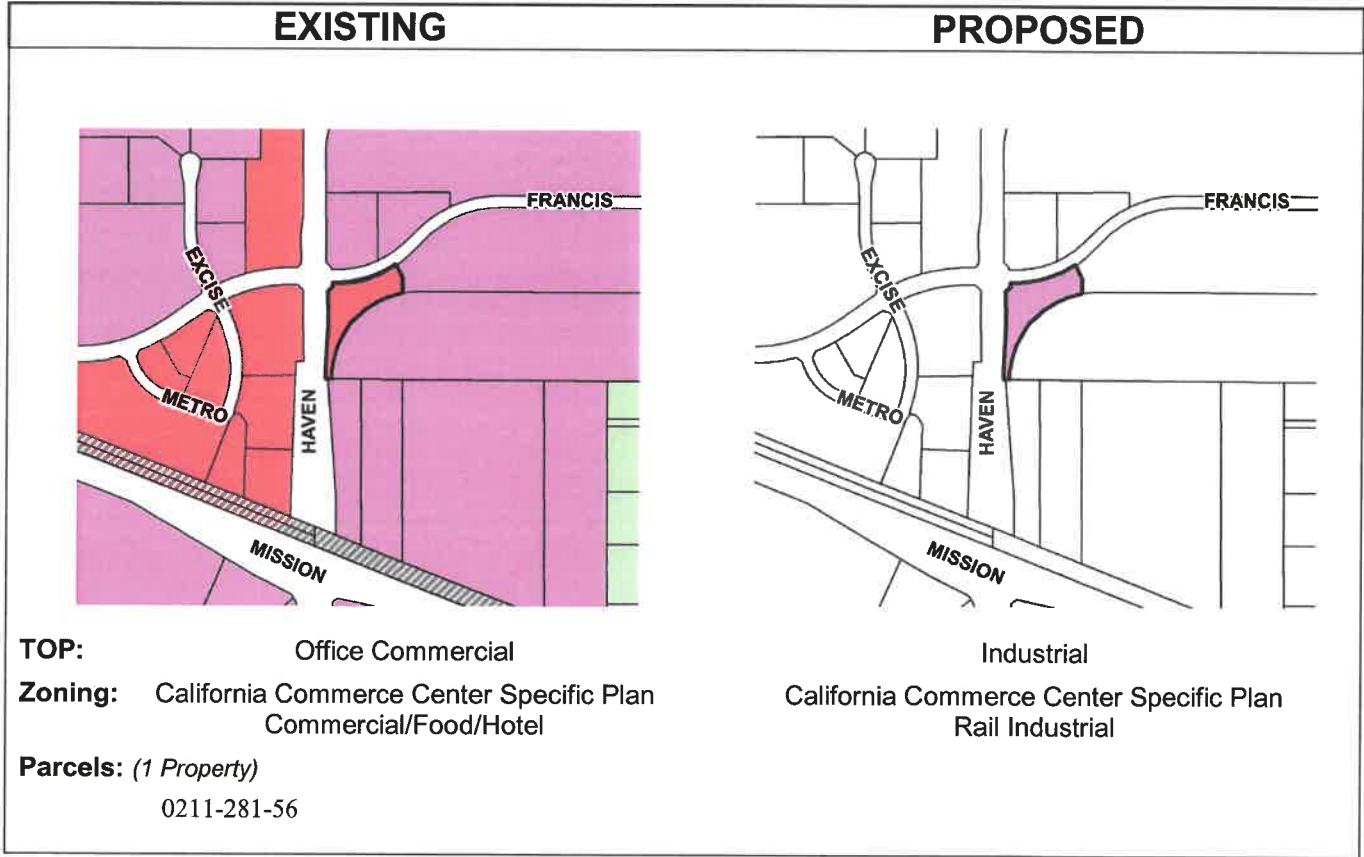 EXISTING
PROPOSED
FRANCIS
EXCISE
METRO
HAVEN
MISSION
FRANCIS
EXCISE
METRO
HAVEN
MISSION
TOP: Office Commercial
Industrial
Zoning: California Commerce Center Specific Plan
Commercial/Food/Hotel
California Commerce Center Specific Plan
Rail Industrial
Parcels: (1 Property)
0211-281-56